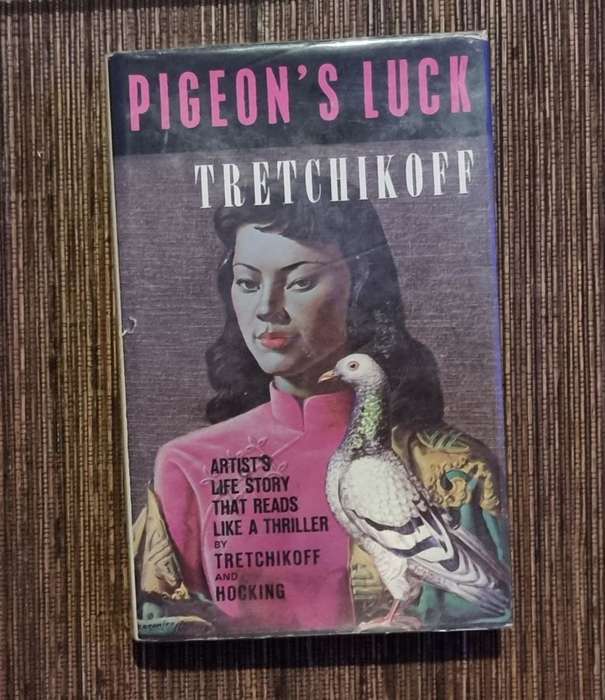 PIGEON'S LUCK
TRETCHIKOFF
ARTIST'S
LIFE STORY
THAT READS
LIKE A THRILLER
BY
TRETCHIKOFF
AND
HOCKING